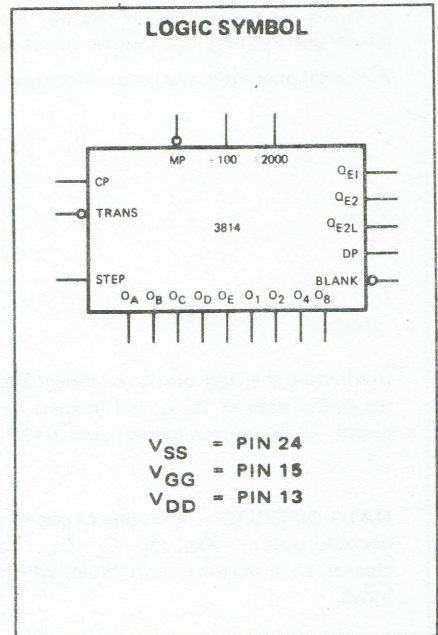 LOGIC SYMBOL
MP ÷100 ÷2000
CP QE1
QE2
TRANS
3814 QE2L
DP
STEP BLANK
OA OB OC OD OE O1 O2 O4 O8
VSS = PIN 24
VGG = PIN 15
VDD = PIN 13